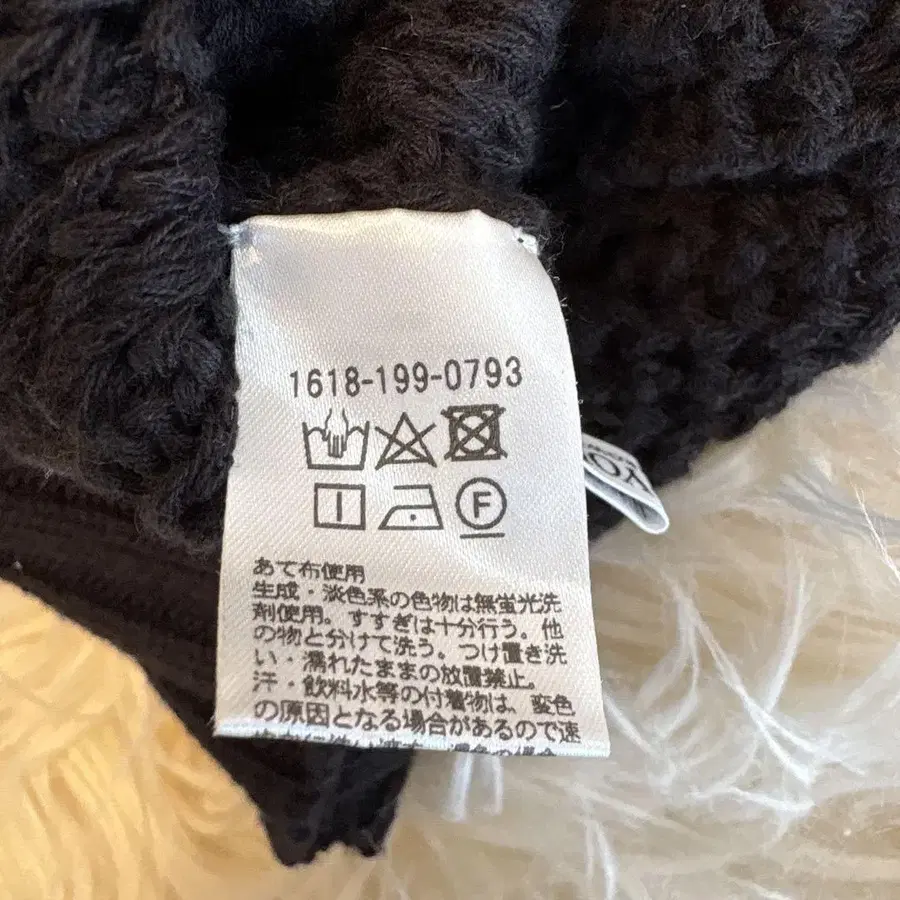 1618-199-0793
F
あて布使用
生成・淡色系の色物は無蛍光洗
剤使用。すすぎは十分行う。他
の物と分けて洗う。つけ置き洗
い・濡れたままの放置禁止。
汗・飲料水等の付着物は、変色
の原因となる場合があるので速
YO